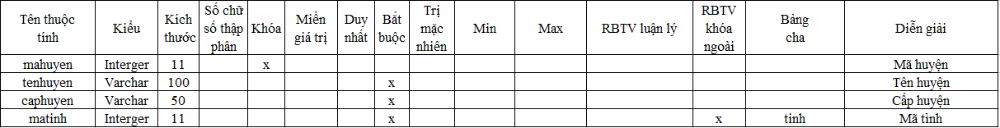 Tên thuộc tính	Kiểu	Kích thước	Số chữ số thập phân	Khóa	Miền giá trị	Duy nhất	Bắt buộc	Trị mặc nhiên	Min	Max	RBTV luận lý	RBTV khóa ngoài	Bảng cha	Diễn giải
mahuyen	Interger	11	x	Mã huyện
tenhuyen	Varchar	100	x	Tên huyện
caphuyen	Varchar	50	x	Cấp huyện
matinh	Interger	11	x	x	tinh	Mã tình